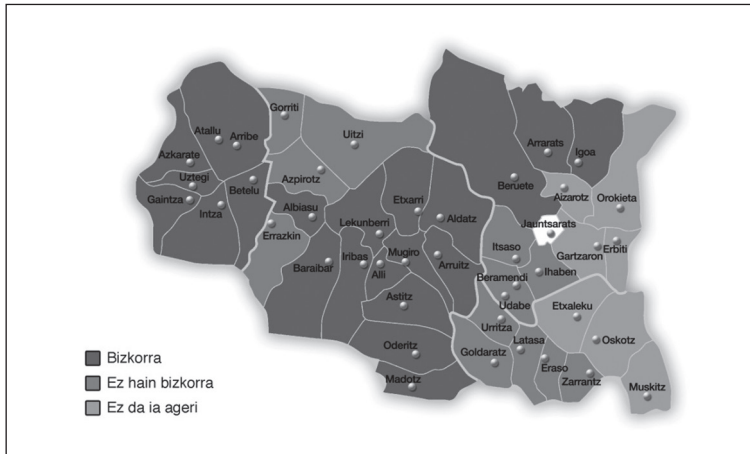 Gorriti
Atallu
Arribe
Uitzi
Azkarate
Azpirotz
Uztegi
Betelu
Gaintza
Intza
Errazkin
Albiasu
Lekunberri
Etxarri
Aldatz
Baraibar
Iribas
Alli
Mugiro
Arruitz
Astitz
Oderitz
Madotz
Arrarats
Igoa
Beruete
Aizarotz
Orokieta
Jauntsarats
Itsaso
Gartzaron
Erbiti
Beramendi
Ihaben
Udabe
Etxaleku
Urritza
Latasa
Oskotz
Goldaratz
Eraso
Zarrantz
Muskitz
Bizkorra
Ez hain bizkorra
Ez da ia ageri